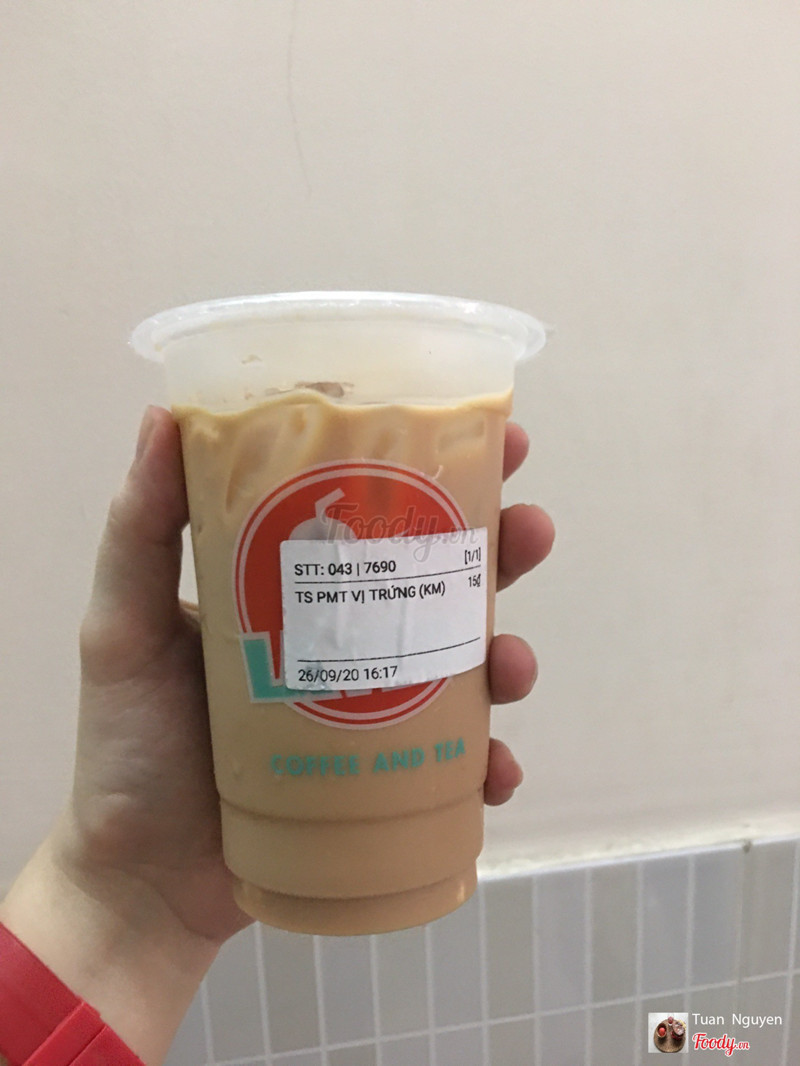 Foody.vn
STT: 043 | 7690 [1/1]
TS PMT VỊ TRỨNG (KM) 15₫
26/09/20 16:17
COFFEE AND TEA
Tuan Nguyen
Foody.vn